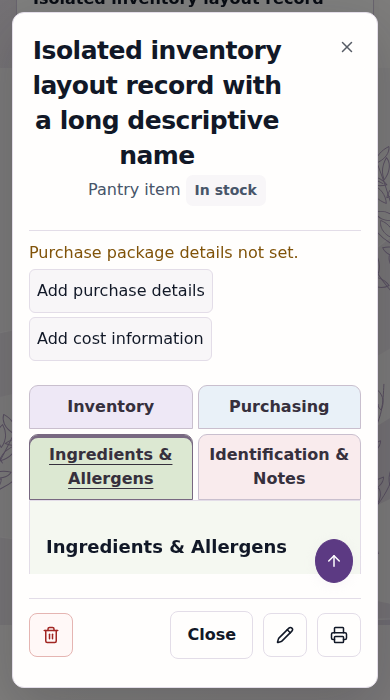 Isolated inventory layout record
Isolated inventory
layout record with
a long descriptive
name
Pantry item In stock
Purchase package details not set.
Add purchase details
Add cost information
Inventory Purchasing
Ingredients & Allergens
Identification & Notes
Ingredients & Allergens
Close